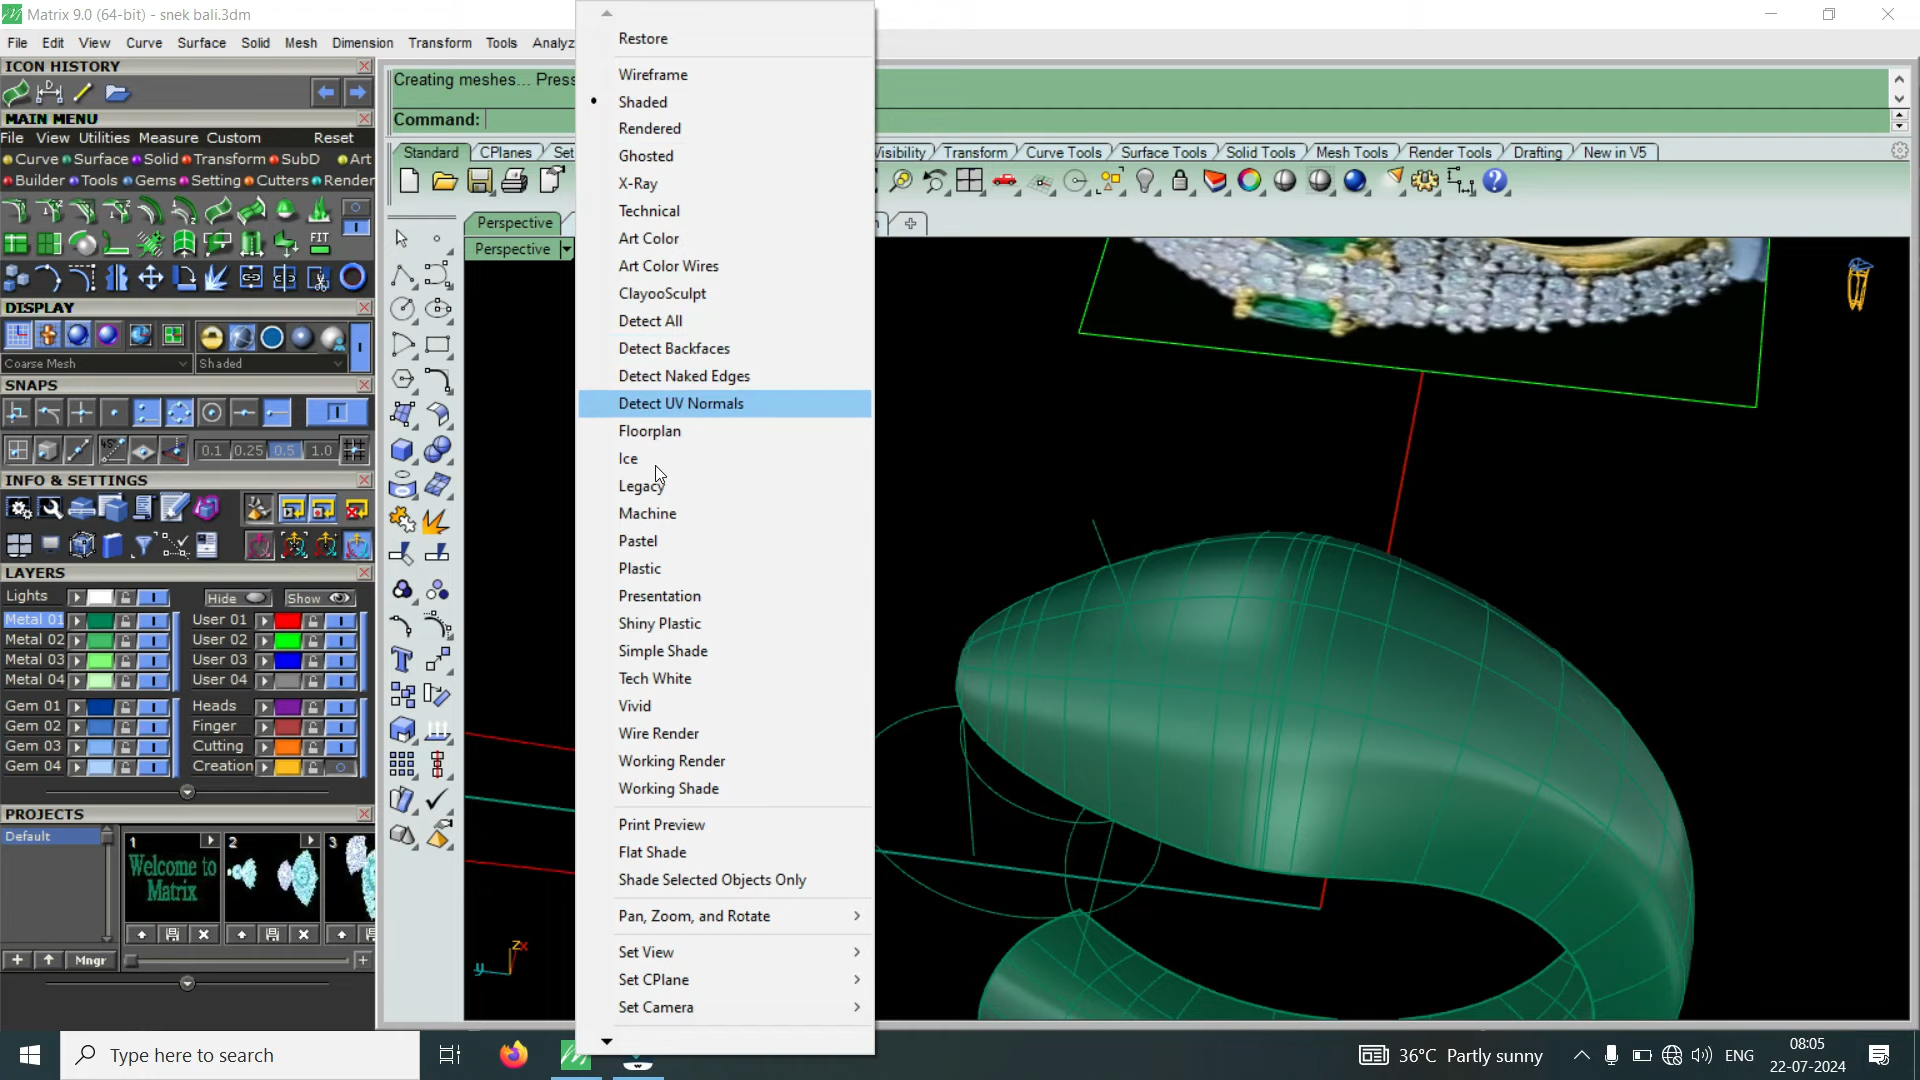 Matrix 9.0 (64-bit) - snek bali.3dm
File Edit View Curve Surface Solid Mesh Dimension Transform Tools Analyz
ICON HISTORY
MAIN MENU
File View Utilities Measure Custom Reset
Curve Surface Solid Transform SubD Art
Builder Tools Gems Setting Cutters Render
FIT
DISPLAY
Coarse Mesh Shaded
SNAPS
0.1 0.25 0.5 1.0
INFO & SETTINGS
LAYERS
Lights Hide Show
Metal 01 User 01
Metal 02 User 02
Metal 03 User 03
Metal 04 User 04
Gem 01 Heads
Gem 02 Finger
Gem 03 Cutting
Gem 04 Creation
PROJECTS
Default
1 2 3
Welcome to
Matrix
Mngr
Creating meshes... Press
Command:
Standard CPlanes Set
Visibility Transform Curve Tools Surface Tools Solid Tools Mesh Tools Render Tools Drafting New in V5
Perspective
Perspective
Restore
Wireframe
Shaded
Rendered
Ghosted
X-Ray
Technical
Art Color
Art Color Wires
ClayooSculpt
Detect All
Detect Backfaces
Detect Naked Edges
Detect UV Normals
Floorplan
Ice
Legacy
Machine
Pastel
Plastic
Presentation
Shiny Plastic
Simple Shade
Tech White
Vivid
Wire Render
Working Render
Working Shade
Print Preview
Flat Shade
Shade Selected Objects Only
Pan, Zoom, and Rotate
Set View
Set CPlane
Set Camera
z x
y
Type here to search
36°C Partly sunny
ENG
08:05
22-07-2024